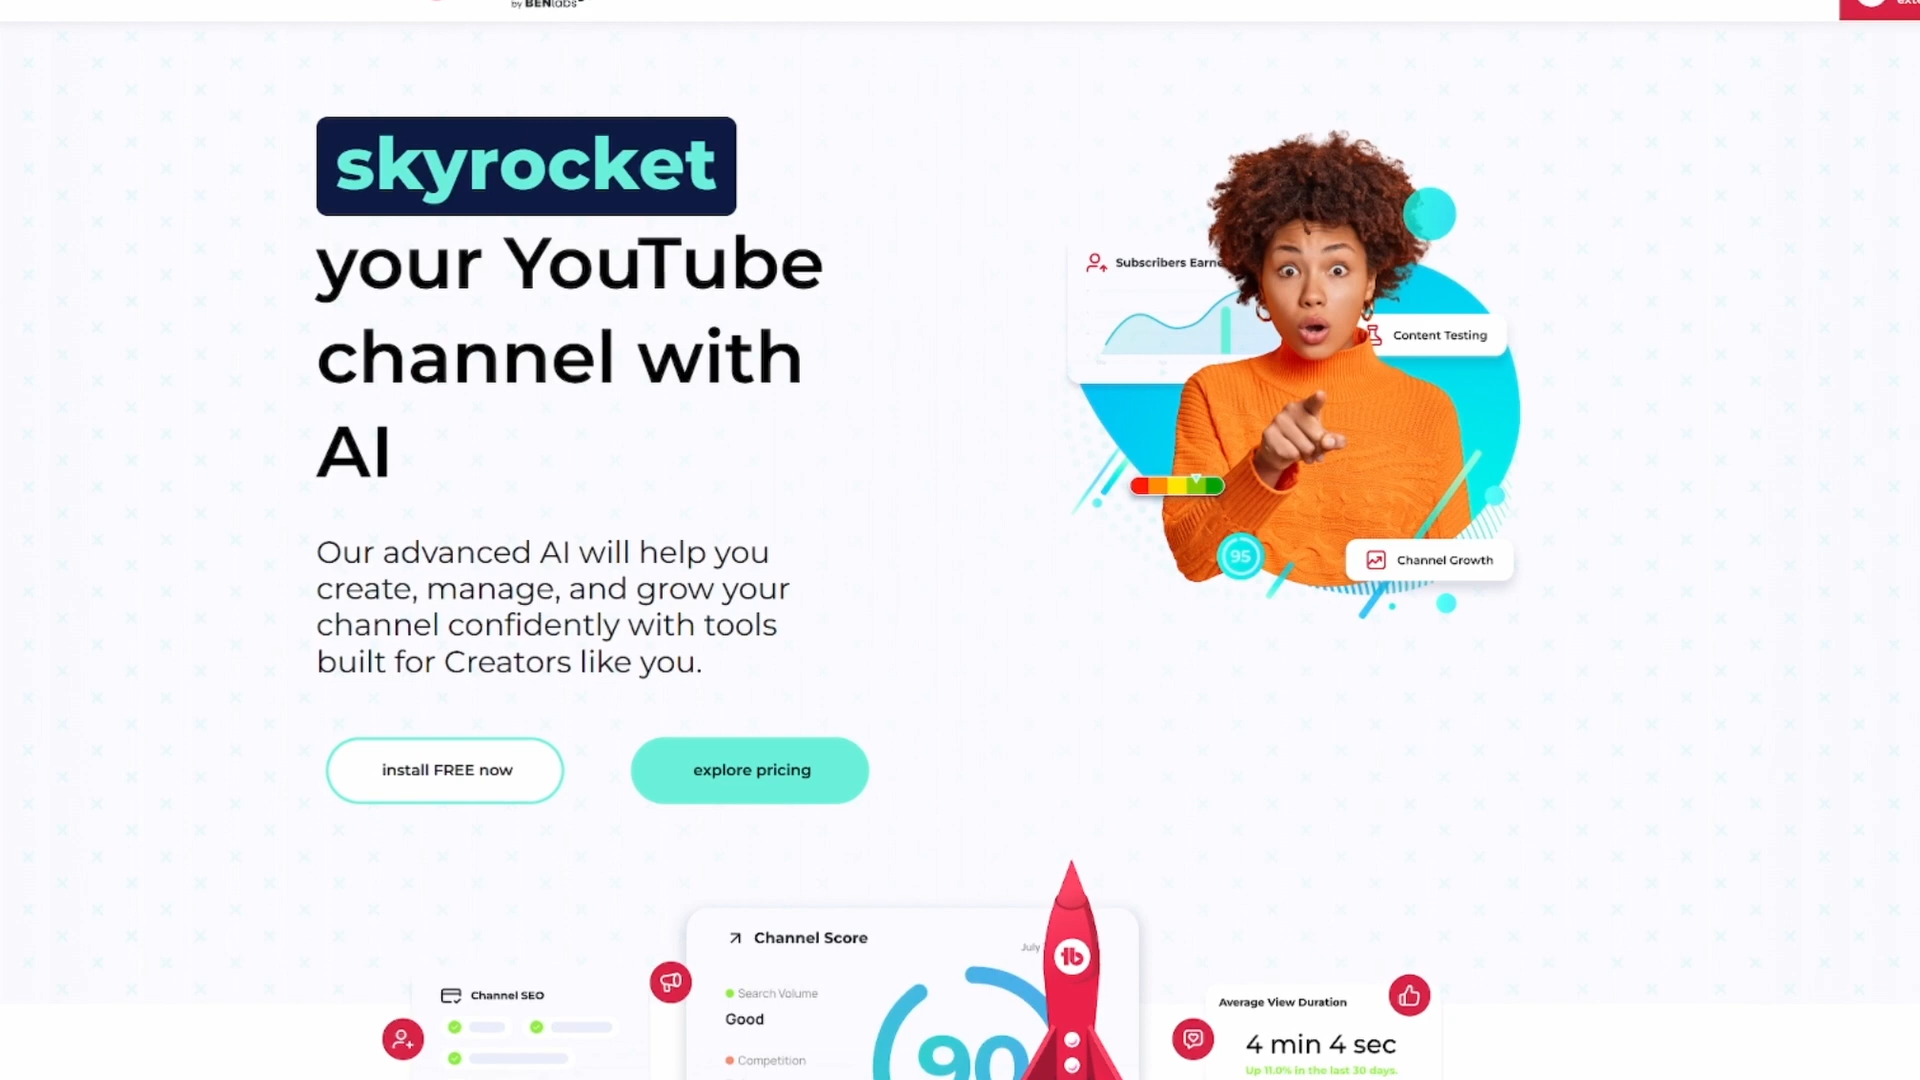 by BENlabs
skyrocket
your YouTube
channel with
AI
Our advanced AI will help you
create, manage, and grow your
channel confidently with tools
built for Creators like you.
install FREE now
explore pricing
Subscribers Earne
Content Testing
95
Channel Growth
Channel Score
July
Search Volume
Good
Competition
90
tb
Channel SEO
Average View Duration
4 min 4 sec
Up 11.0% in the last 30 days.